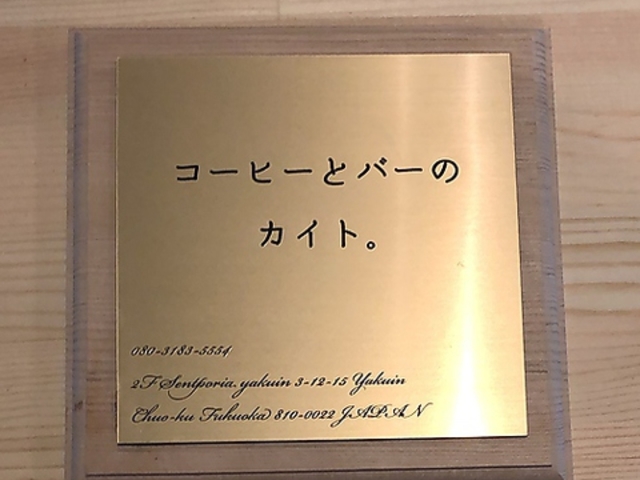 コーヒーとバーの
カイト。
080-3183-5554
2F Sentporia yakuin 3-12-15 Yakuin
Chuo-ku Fukuoka 810-0022 JAPAN